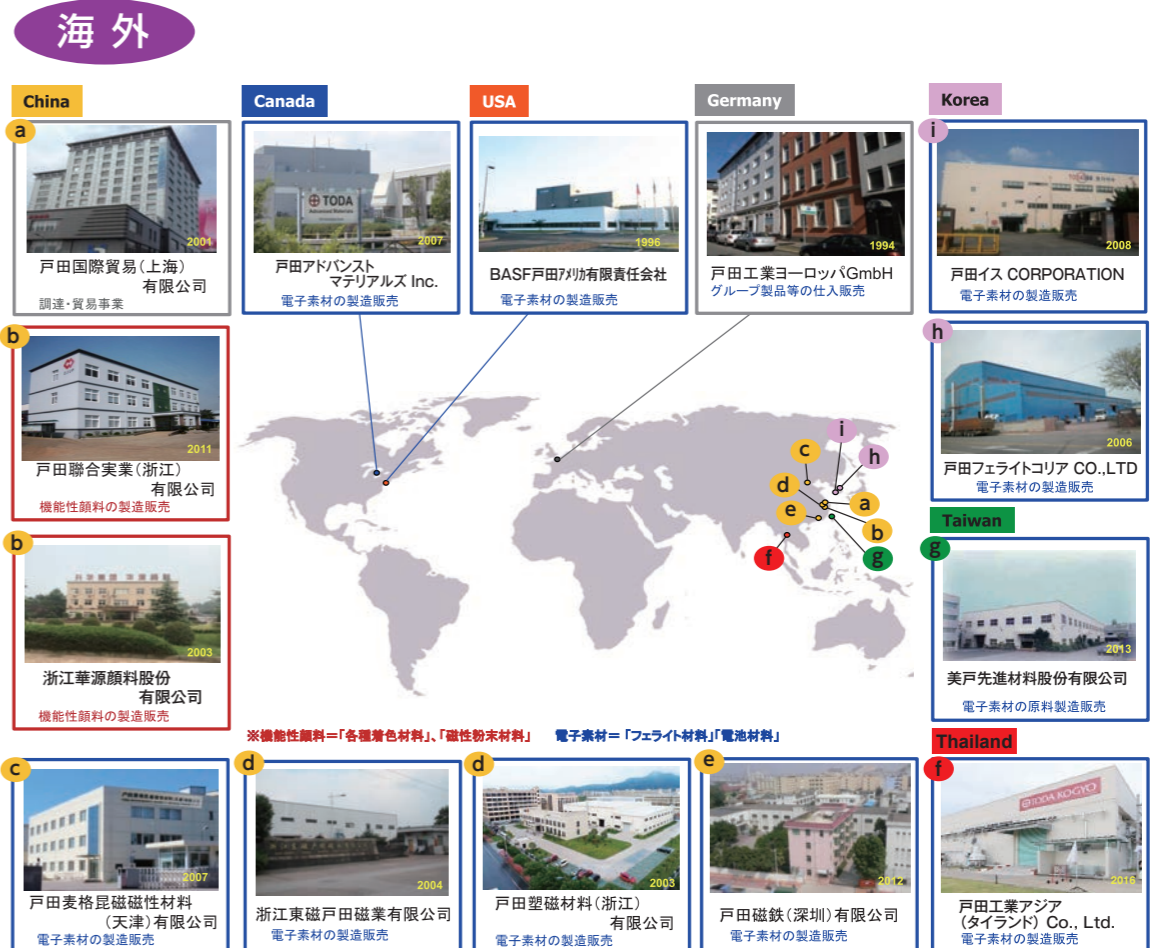 海外
China
a
2001
戸田国際貿易(上海)
有限公司
調達・貿易事業
Canada
TODA
Advanced Materials
2007
戸田アドバンスト
マテリアルズ Inc.
電子素材の製造販売
USA
1996
BASF戸田アメリカ有限責任会社
電子素材の製造販売
Germany
1994
戸田工業ヨーロッパGmbH
グループ製品等の仕入販売
Korea
i
2008
戸田イス CORPORATION
電子素材の製造販売
b
2011
戸田聯合実業(浙江)
有限公司
機能性顔料の製造販売
h
2006
戸田フェライトコリア CO.,LTD
電子素材の製造販売
i
c
h
d
a
e
b
f
g
b
2003
浙江華源顔料股份
有限公司
機能性顔料の製造販売
Taiwan
g
2013
美戸先進材料股份有限公司
電子素材の原料製造販売
※機能性顔料=「各種着色材料」、「磁性粉末材料」 電子素材=「フェライト材料」「電池材料」
c
2007
戸田麦格昆磁磁性材料
(天津)有限公司
電子素材の製造販売
d
2004
浙江東磁戸田磁業有限公司
電子素材の製造販売
d
2003
戸田塑磁材料(浙江)
有限公司
電子素材の製造販売
e
2012
戸田磁鉄(深圳)有限公司
電子素材の製造販売
Thailand
f
TODA KOGYO
2016
戸田工業アジア
(タイランド) Co., Ltd.
電子素材の製造販売